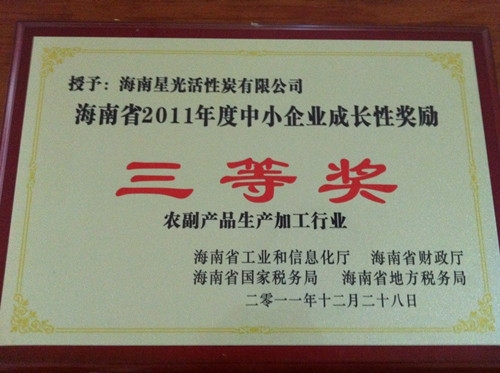 授予：海南星光活性炭有限公司
海南省2011年度中小企业成长性奖励
三等奖
农副产品生产加工行业
海南省工业和信息化厅 海南省财政厅
海南省国家税务局 海南省地方税务局
二零一一年十二月二十八日